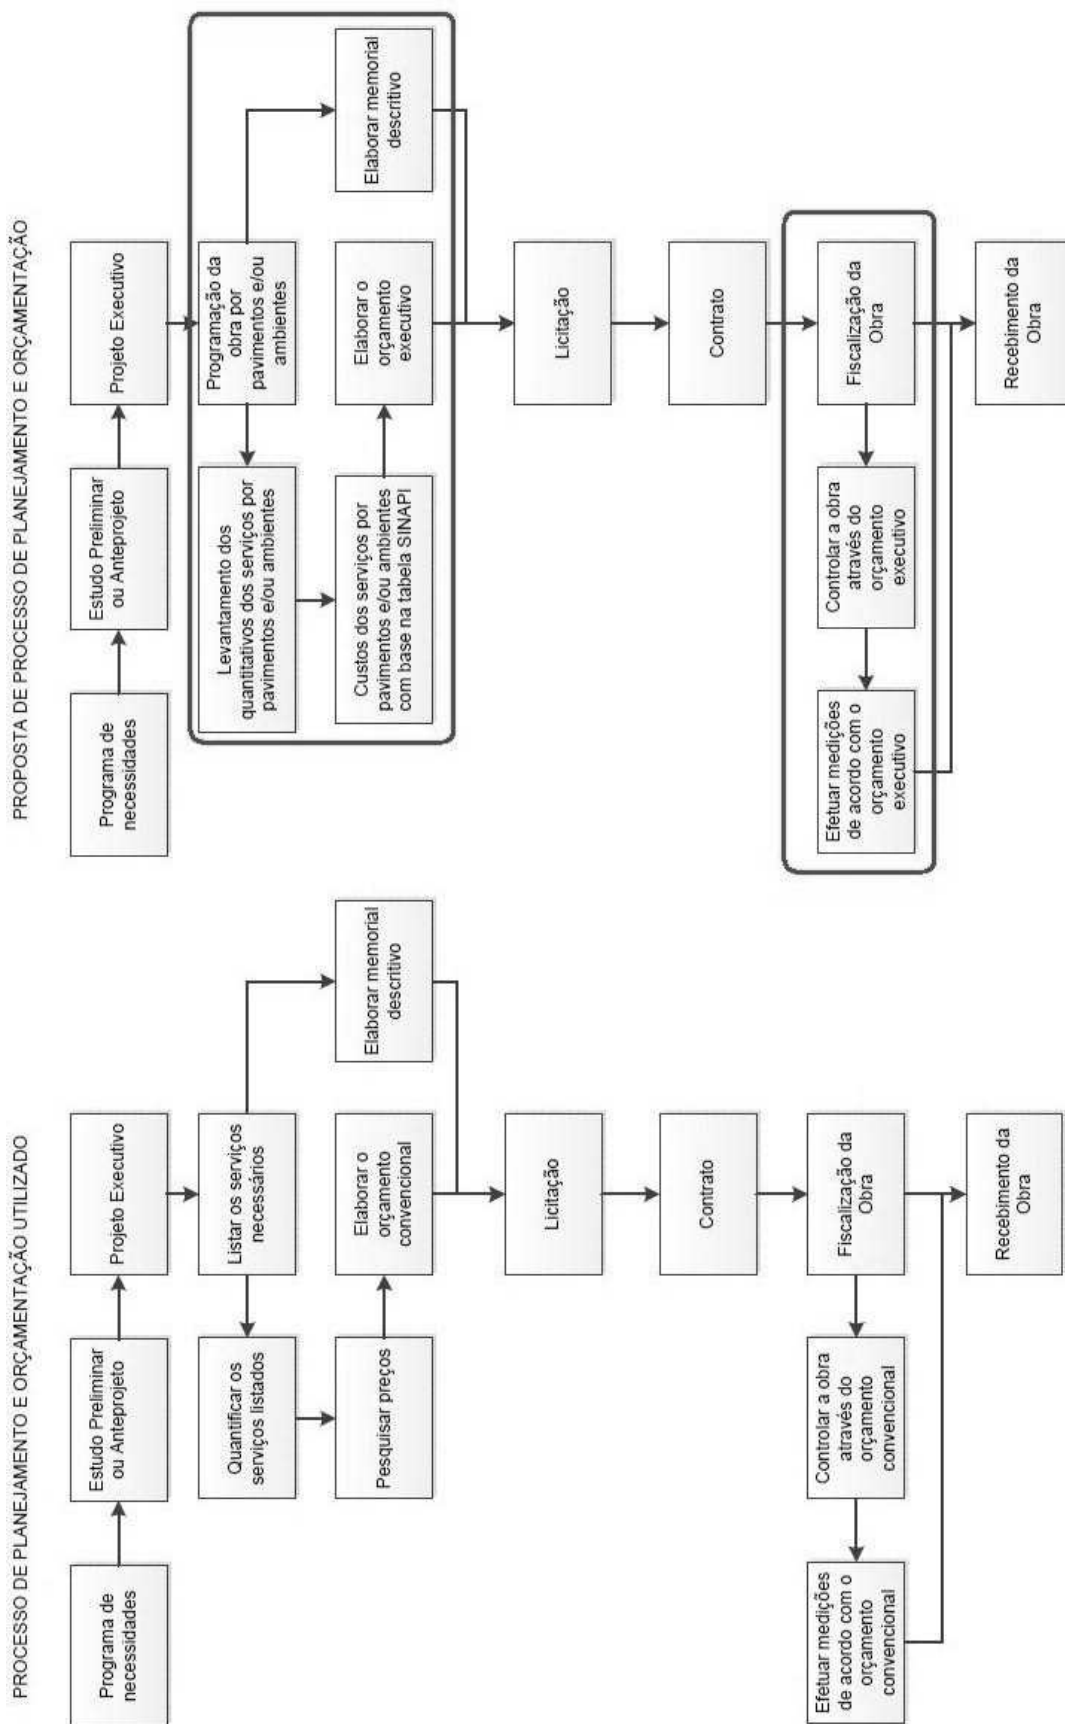 PROCESSO DE PLANEJAMENTO E ORÇAMENTAÇÃO UTILIZADO
Programa de
necessidades
Estudo Preliminar
ou Anteprojeto
Projeto Executivo
Quantificar os
serviços listados
Listar os serviços
necessários
Pesquisar preços
Elaborar o
orçamento
convencional
Elaborar memorial
descritivo
Licitação
Contrato
Efetuar medições
de acordo com o
orçamento
convencional
Controlar a obra
através do
orçamento
convencional
Fiscalização da
Obra
Recebimento da
Obra
PROPOSTA DE PROCESSO DE PLANEJAMENTO E ORÇAMENTAÇÃO
Programa de
necessidades
Estudo Preliminar
ou Anteprojeto
Projeto Executivo
Levantamento dos
quantitativos dos serviços por
pavimentos e/ou ambientes
Programação da
obra por
pavimentos e/ou
ambientes
Custos dos serviços por
pavimentos e/ou ambientes
com base na tabela SINAPI
Elaborar o
orçamento
executivo
Elaborar memorial
descritivo
Licitação
Contrato
Efetuar medições
de acordo com o
orçamento
executivo
Controlar a obra
através do
orçamento
executivo
Fiscalização da
Obra
Recebimento da
Obra